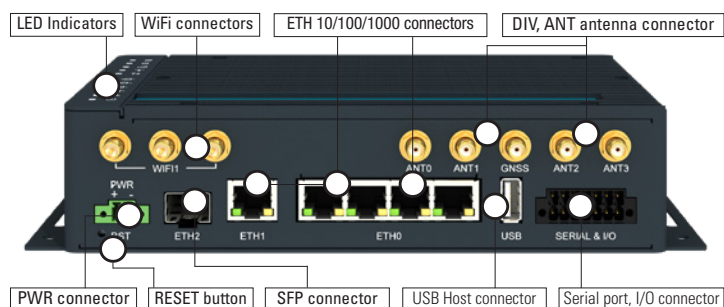 LED Indicators
WiFi connectors
ETH 10/100/1000 connectors
DIV, ANT antenna connector
WIFI1
ANT0
ANT1
GNSS
ANT2
ANT3
PWR
+ -
RST
ETH2
ETH1
ETH0
USB
SERIAL & I/O
PWR connector
RESET button
SFP connector
USB Host connector
Serial port, I/O connector